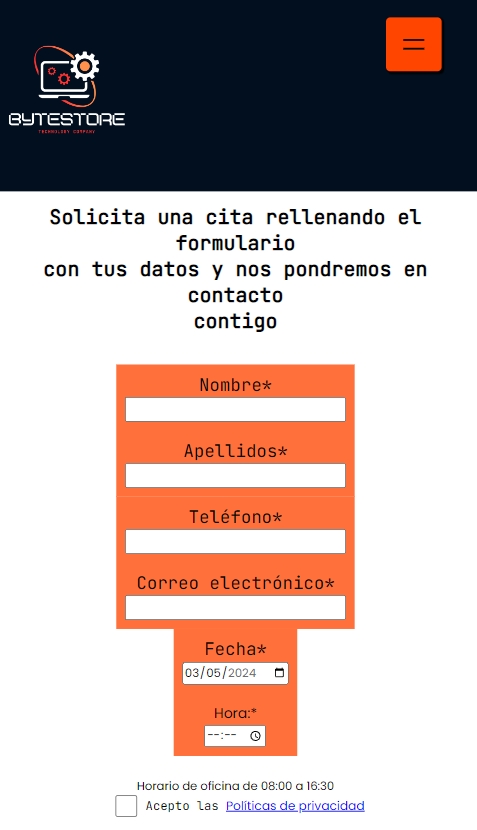 BYTESTORE
TECHNOLOGY COMPANY
Solicita una cita rellenando el
formulario
con tus datos y nos pondremos en
contacto
contigo
Nombre*
Apellidos*
Teléfono*
Correo electrónico*
Fecha*
03/05/2024
Hora:*
--:--
Horario de oficina de 08:00 a 16:30
Acepto las Políticas de privacidad